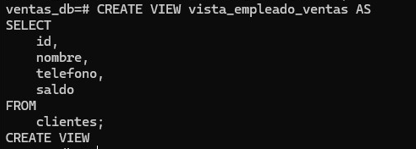 ventas_db=# CREATE VIEW vista_empleado_ventas AS
SELECT
    id,
    nombre,
    telefono,
    saldo
FROM
    clientes;
CREATE VIEW